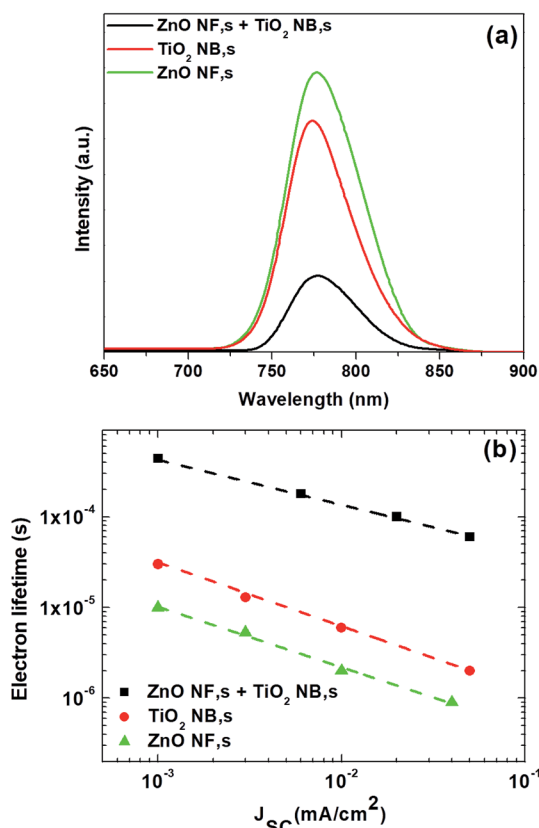 ZnO NF,s + TiO₂ NB,s
TiO₂ NB,s
ZnO NF,s
(a)
Intensity (a.u.)
650 700 750 800 850 900
Wavelength (nm)
(b)
Electron lifetime (s)
1x10⁻⁴
1x10⁻⁵
10⁻⁶
ZnO NF,s + TiO₂ NB,s
TiO₂ NB,s
ZnO NF,s
10⁻³ 10⁻² 10⁻¹
J_SC(mA/cm²)